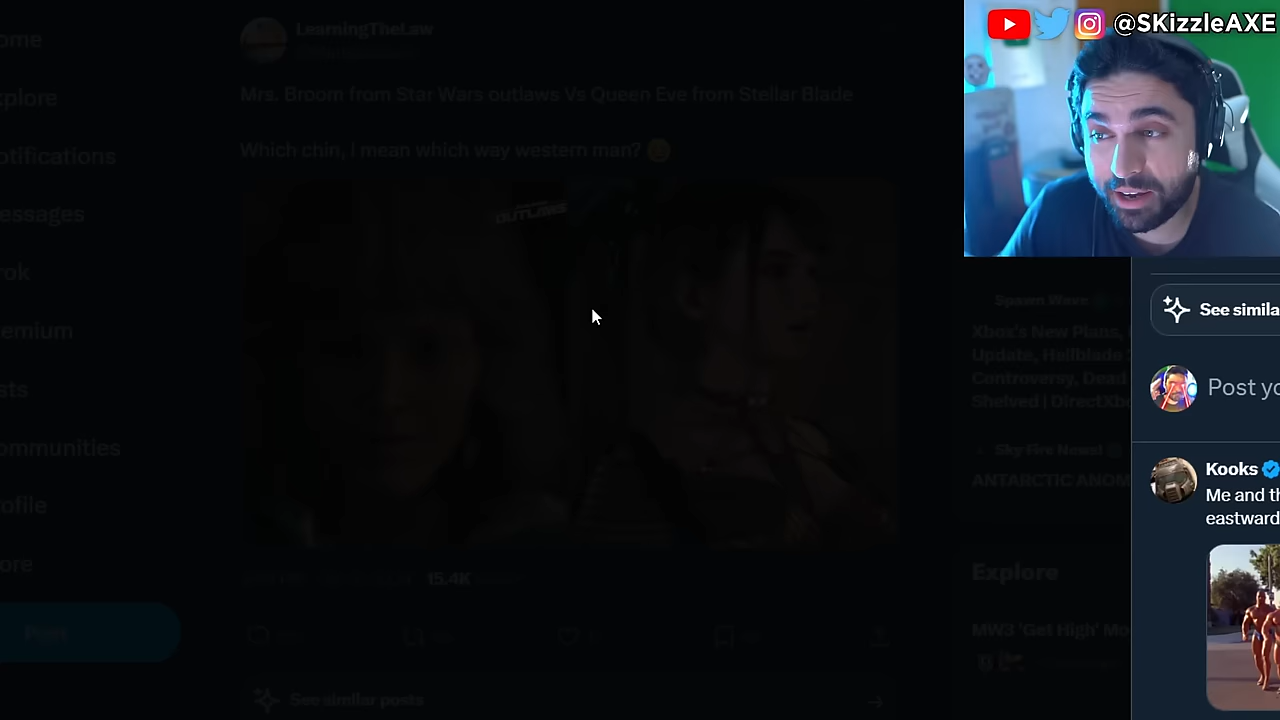 @SKizzleAXE
ome
xplore
otifications
essages
rok
emium
sts
ommunities
ofile
ore
Post
LearningTheLaw
Mrs. Broom from Star Wars outlaws Vs Queen Eve from Stellar Blade
Which chin, I mean which way western man?
OUTLAWS
15.4K
See similar posts
Spawn Wave
Xbox's New Plans,
Update, Hellblade
Controversy, Dead
Shelved | DirectXb
Sky Fire News!
ANTARCTIC ANOM
Explore
MW3 'Get High' Mo
See simila
Post yo
Kooks
Me and th
eastward